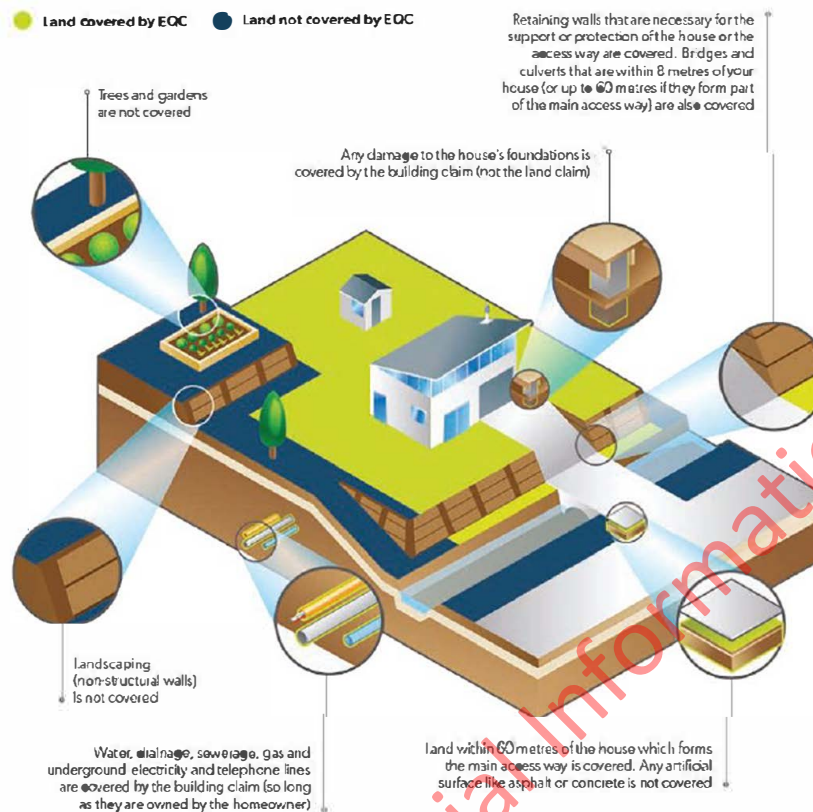 Land covered by EQC
Land not covered by EQC
Retaining walls that are necessary for the
support or protection of the house or the
access way are covered. Bridges and
culverts that are within 8 metres of your
house (or up to 60 metres if they form part
of the main access way) are also covered
Trees and gardens
are not covered
Any damage to the house's foundations is
covered by the building claim (not the land claim)
Landscaping
(non-structural walls)
Is not covered
Water, drainage, sewerage, gas and
underground electricity and telephone lines
are covered by the building claim (so long
as they are owned by the homeowner)
Land within 60 metres of the house which forms
the main access way is covered. Any artificial
surface like asphalt or concrete is not covered
Information